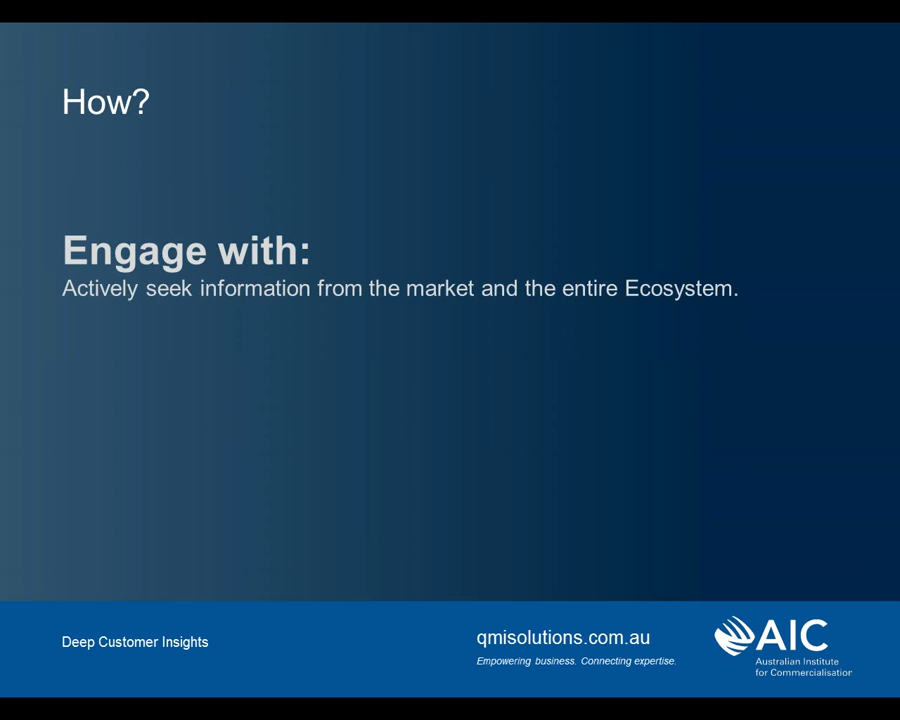 How?
Engage with:
Actively seek information from the market and the entire Ecosystem.
Deep Customer Insights
qmisolutions.com.au
Empowering business. Connecting expertise.
AIC
Australian Institute
for Commercialisation